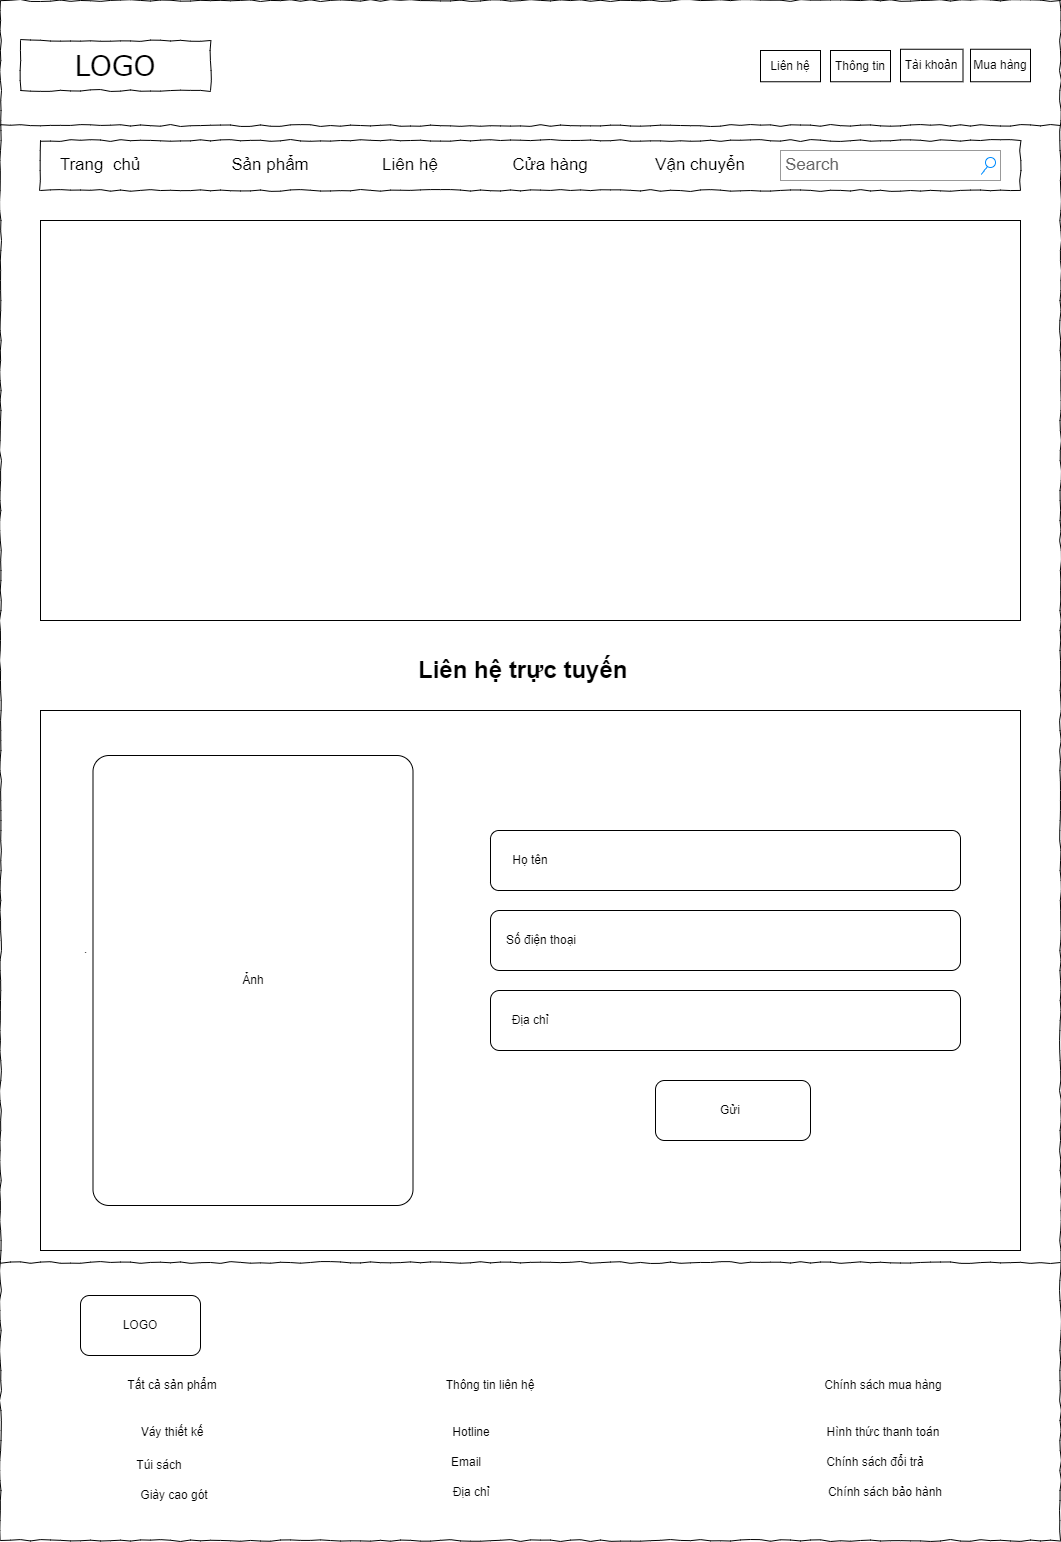 LOGO
Liên hệ
Thông tin
Tài khoản
Mua hàng
Trang chủ
Sản phẩm
Liên hệ
Cửa hàng
Vận chuyển
Search
Liên hệ trực tuyến
Ảnh
Họ tên
Số điện thoại
Địa chỉ
Gửi
LOGO
Tất cả sản phẩm
Thông tin liên hệ
Chính sách mua hàng
Váy thiết kế
Hotline
Hình thức thanh toán
Túi sách
Email
Chính sách đổi trả
Giày cao gót
Địa chỉ
Chính sách bảo hành